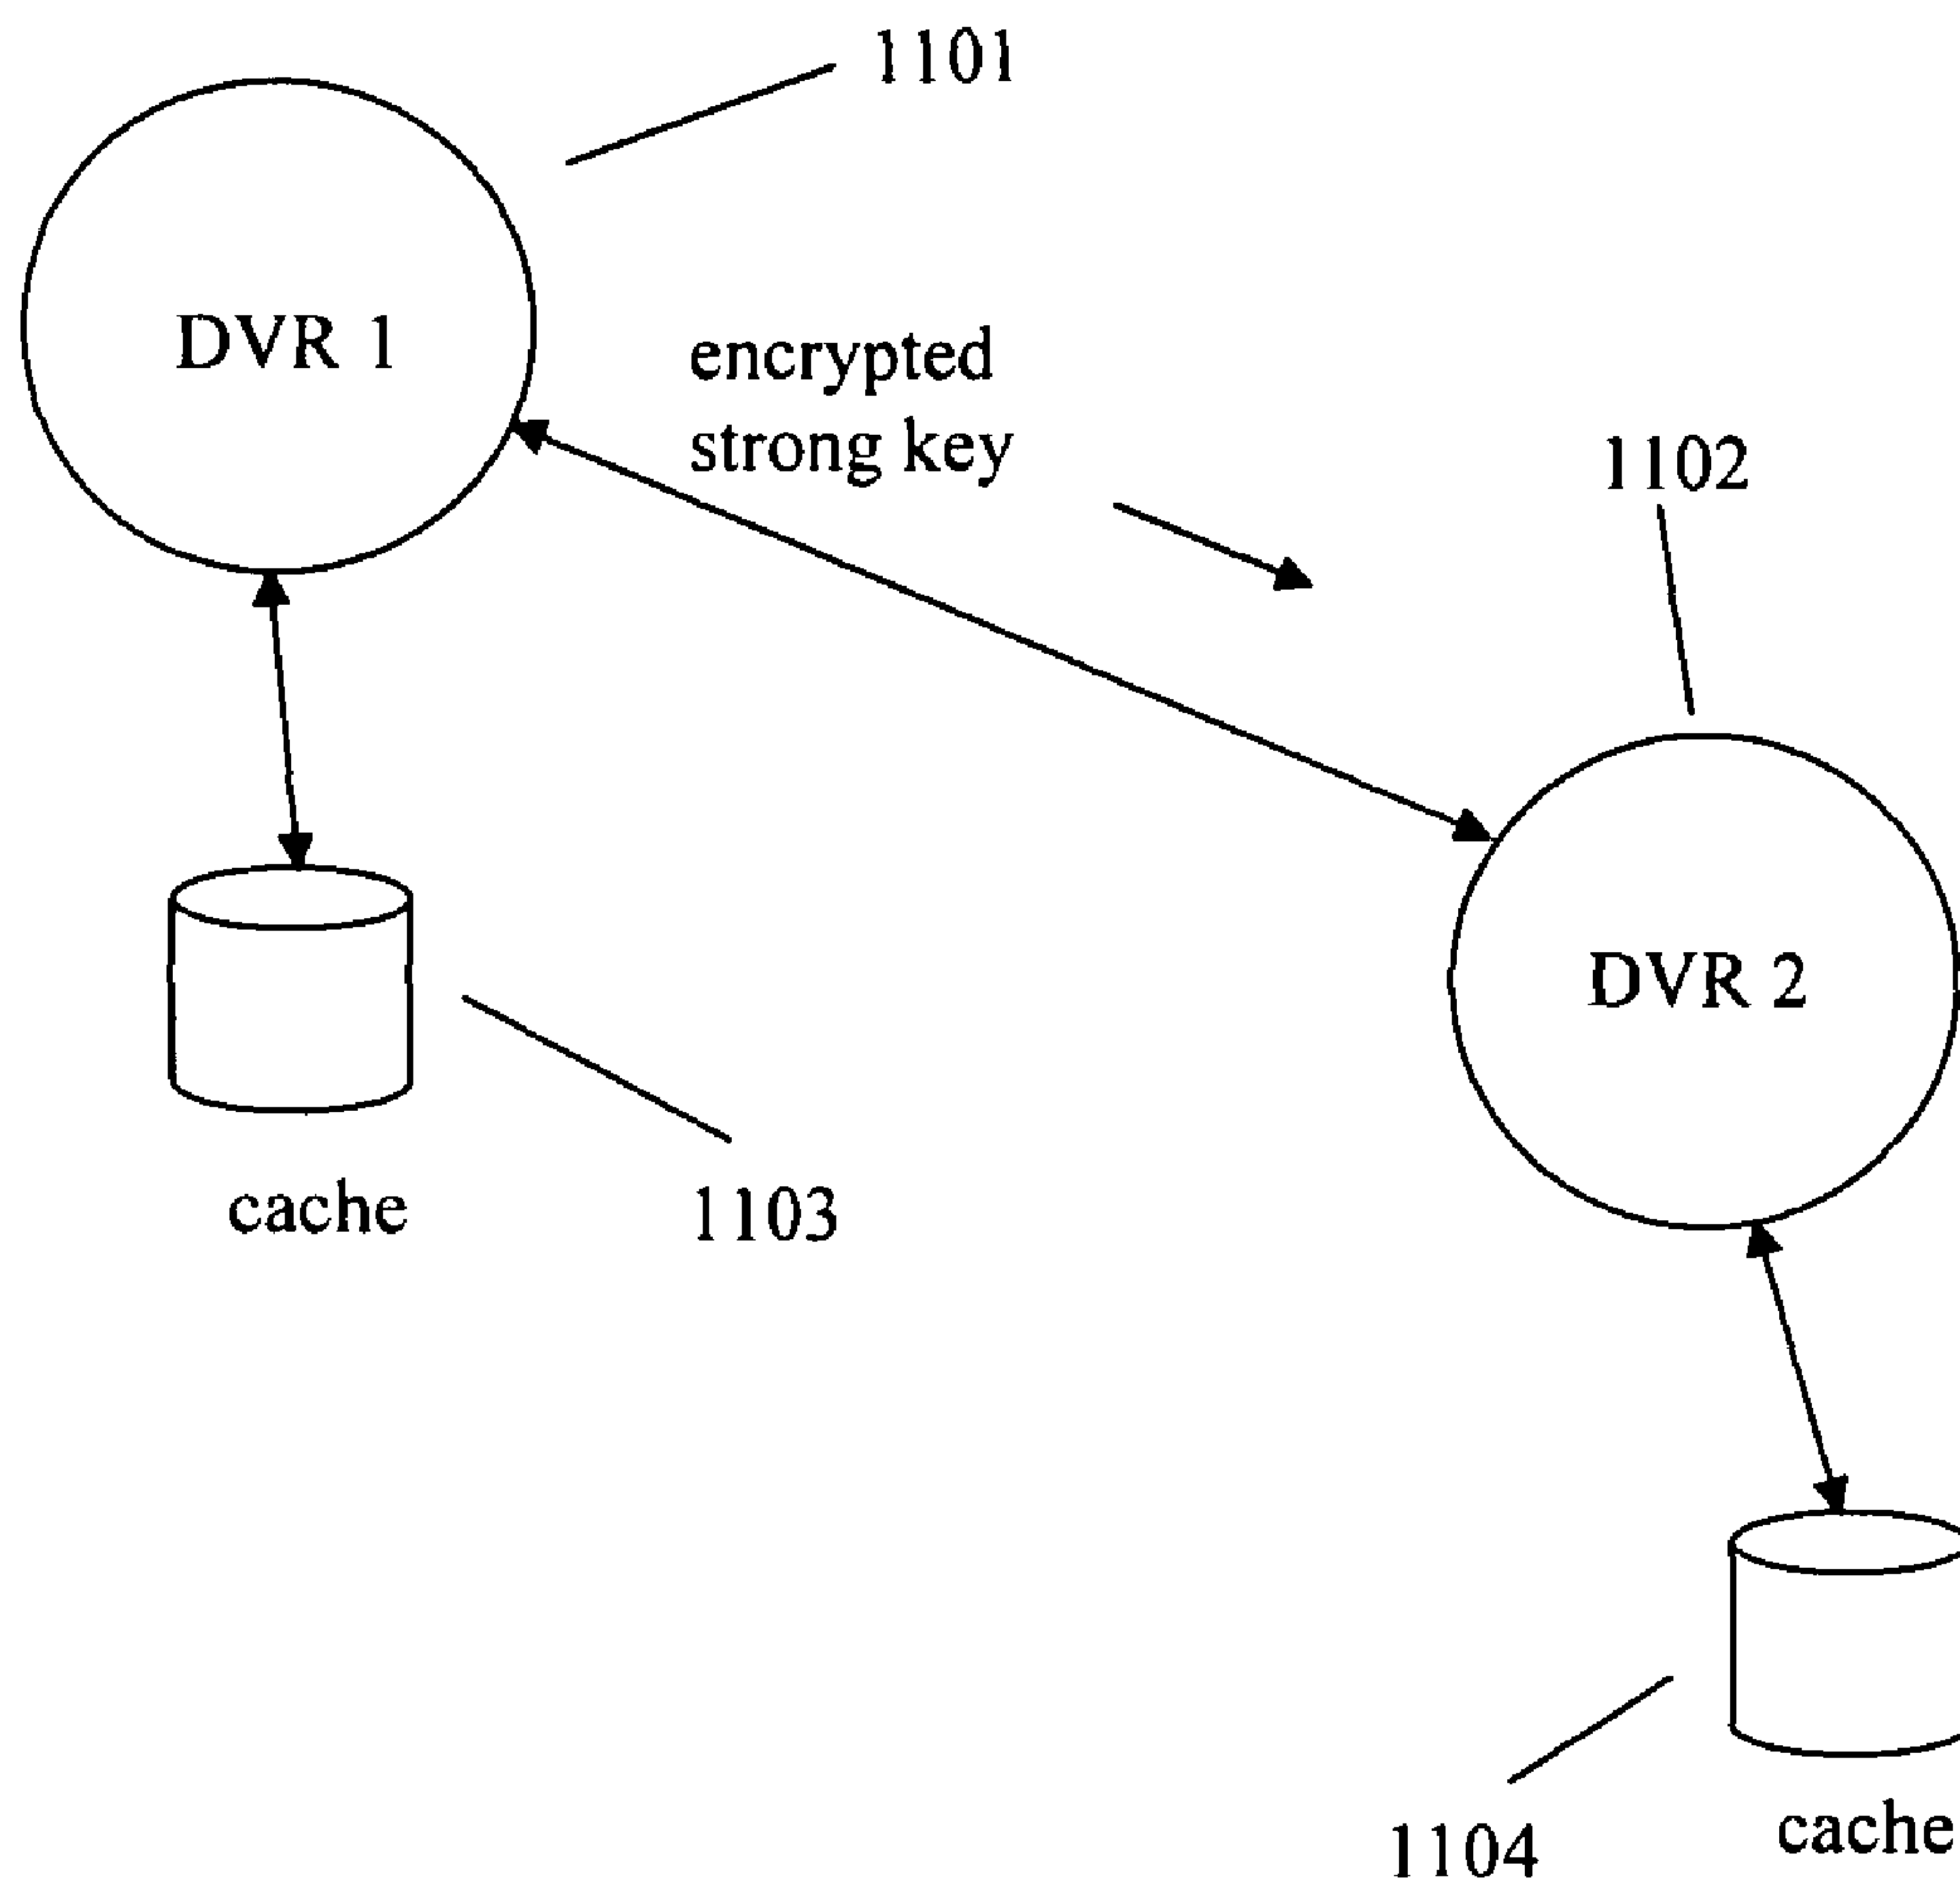 1101
DVR 1
encrypted
strong key
1102
DVR 2
cache
1103
cache
1104